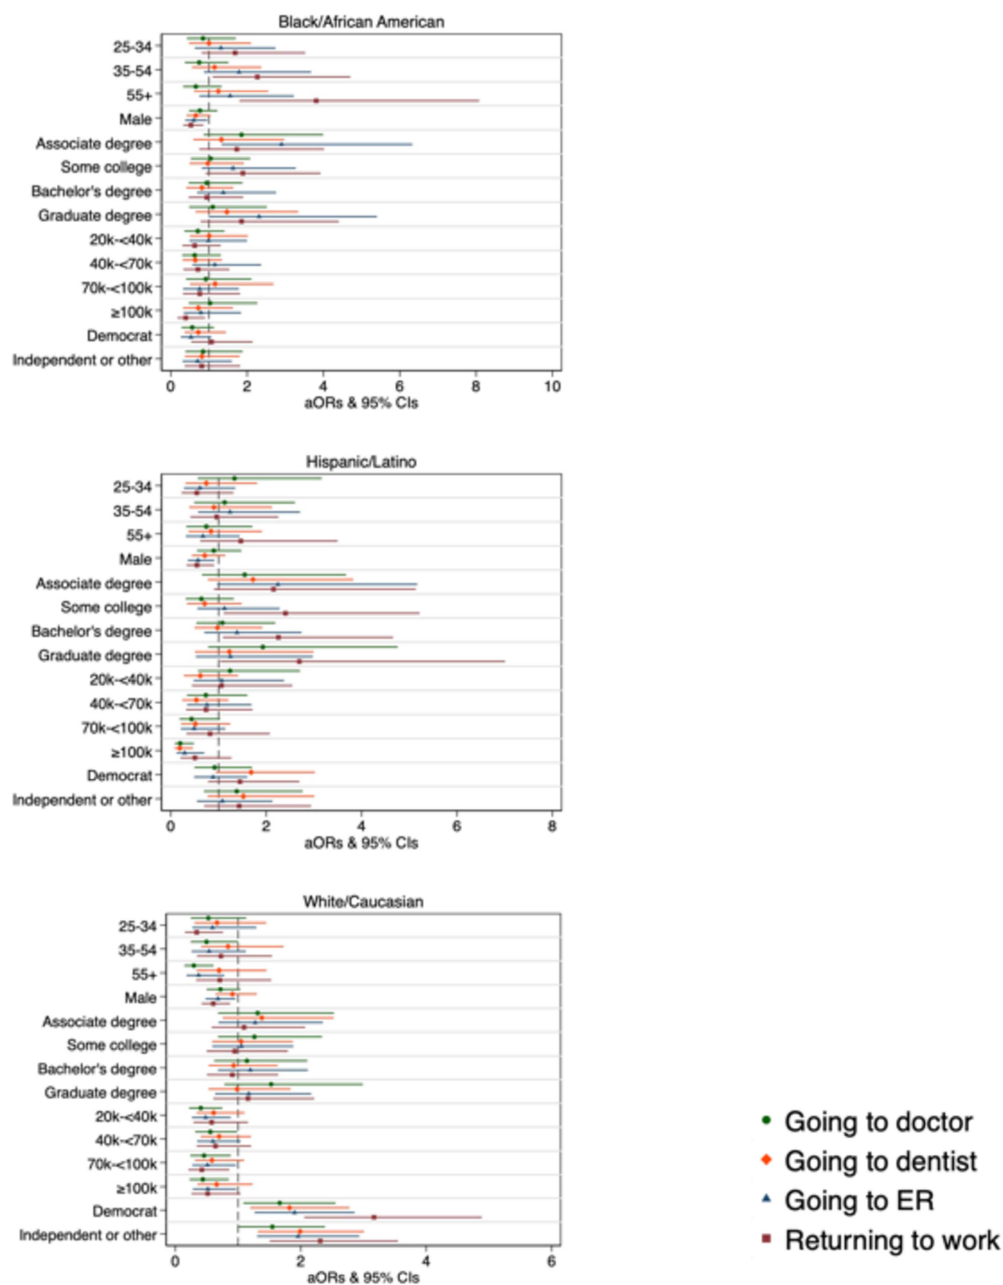 Black/African American
25-34
35-54
55+
Male
Associate degree
Some college
Bachelor's degree
Graduate degree
20k-<40k
40k-<70k
70k-<100k
≥100k
Democrat
Independent or other
0 2 4 6 8 10
aORs & 95% CIs
Hispanic/Latino
25-34
35-54
55+
Male
Associate degree
Some college
Bachelor's degree
Graduate degree
20k-<40k
40k-<70k
70k-<100k
≥100k
Democrat
Independent or other
0 2 4 6 8
aORs & 95% CIs
White/Caucasian
25-34
35-54
55+
Male
Associate degree
Some college
Bachelor's degree
Graduate degree
20k-<40k
40k-<70k
70k-<100k
≥100k
Democrat
Independent or other
0 2 4 6
aORs & 95% CIs
Going to doctor
Going to dentist
Going to ER
Returning to work